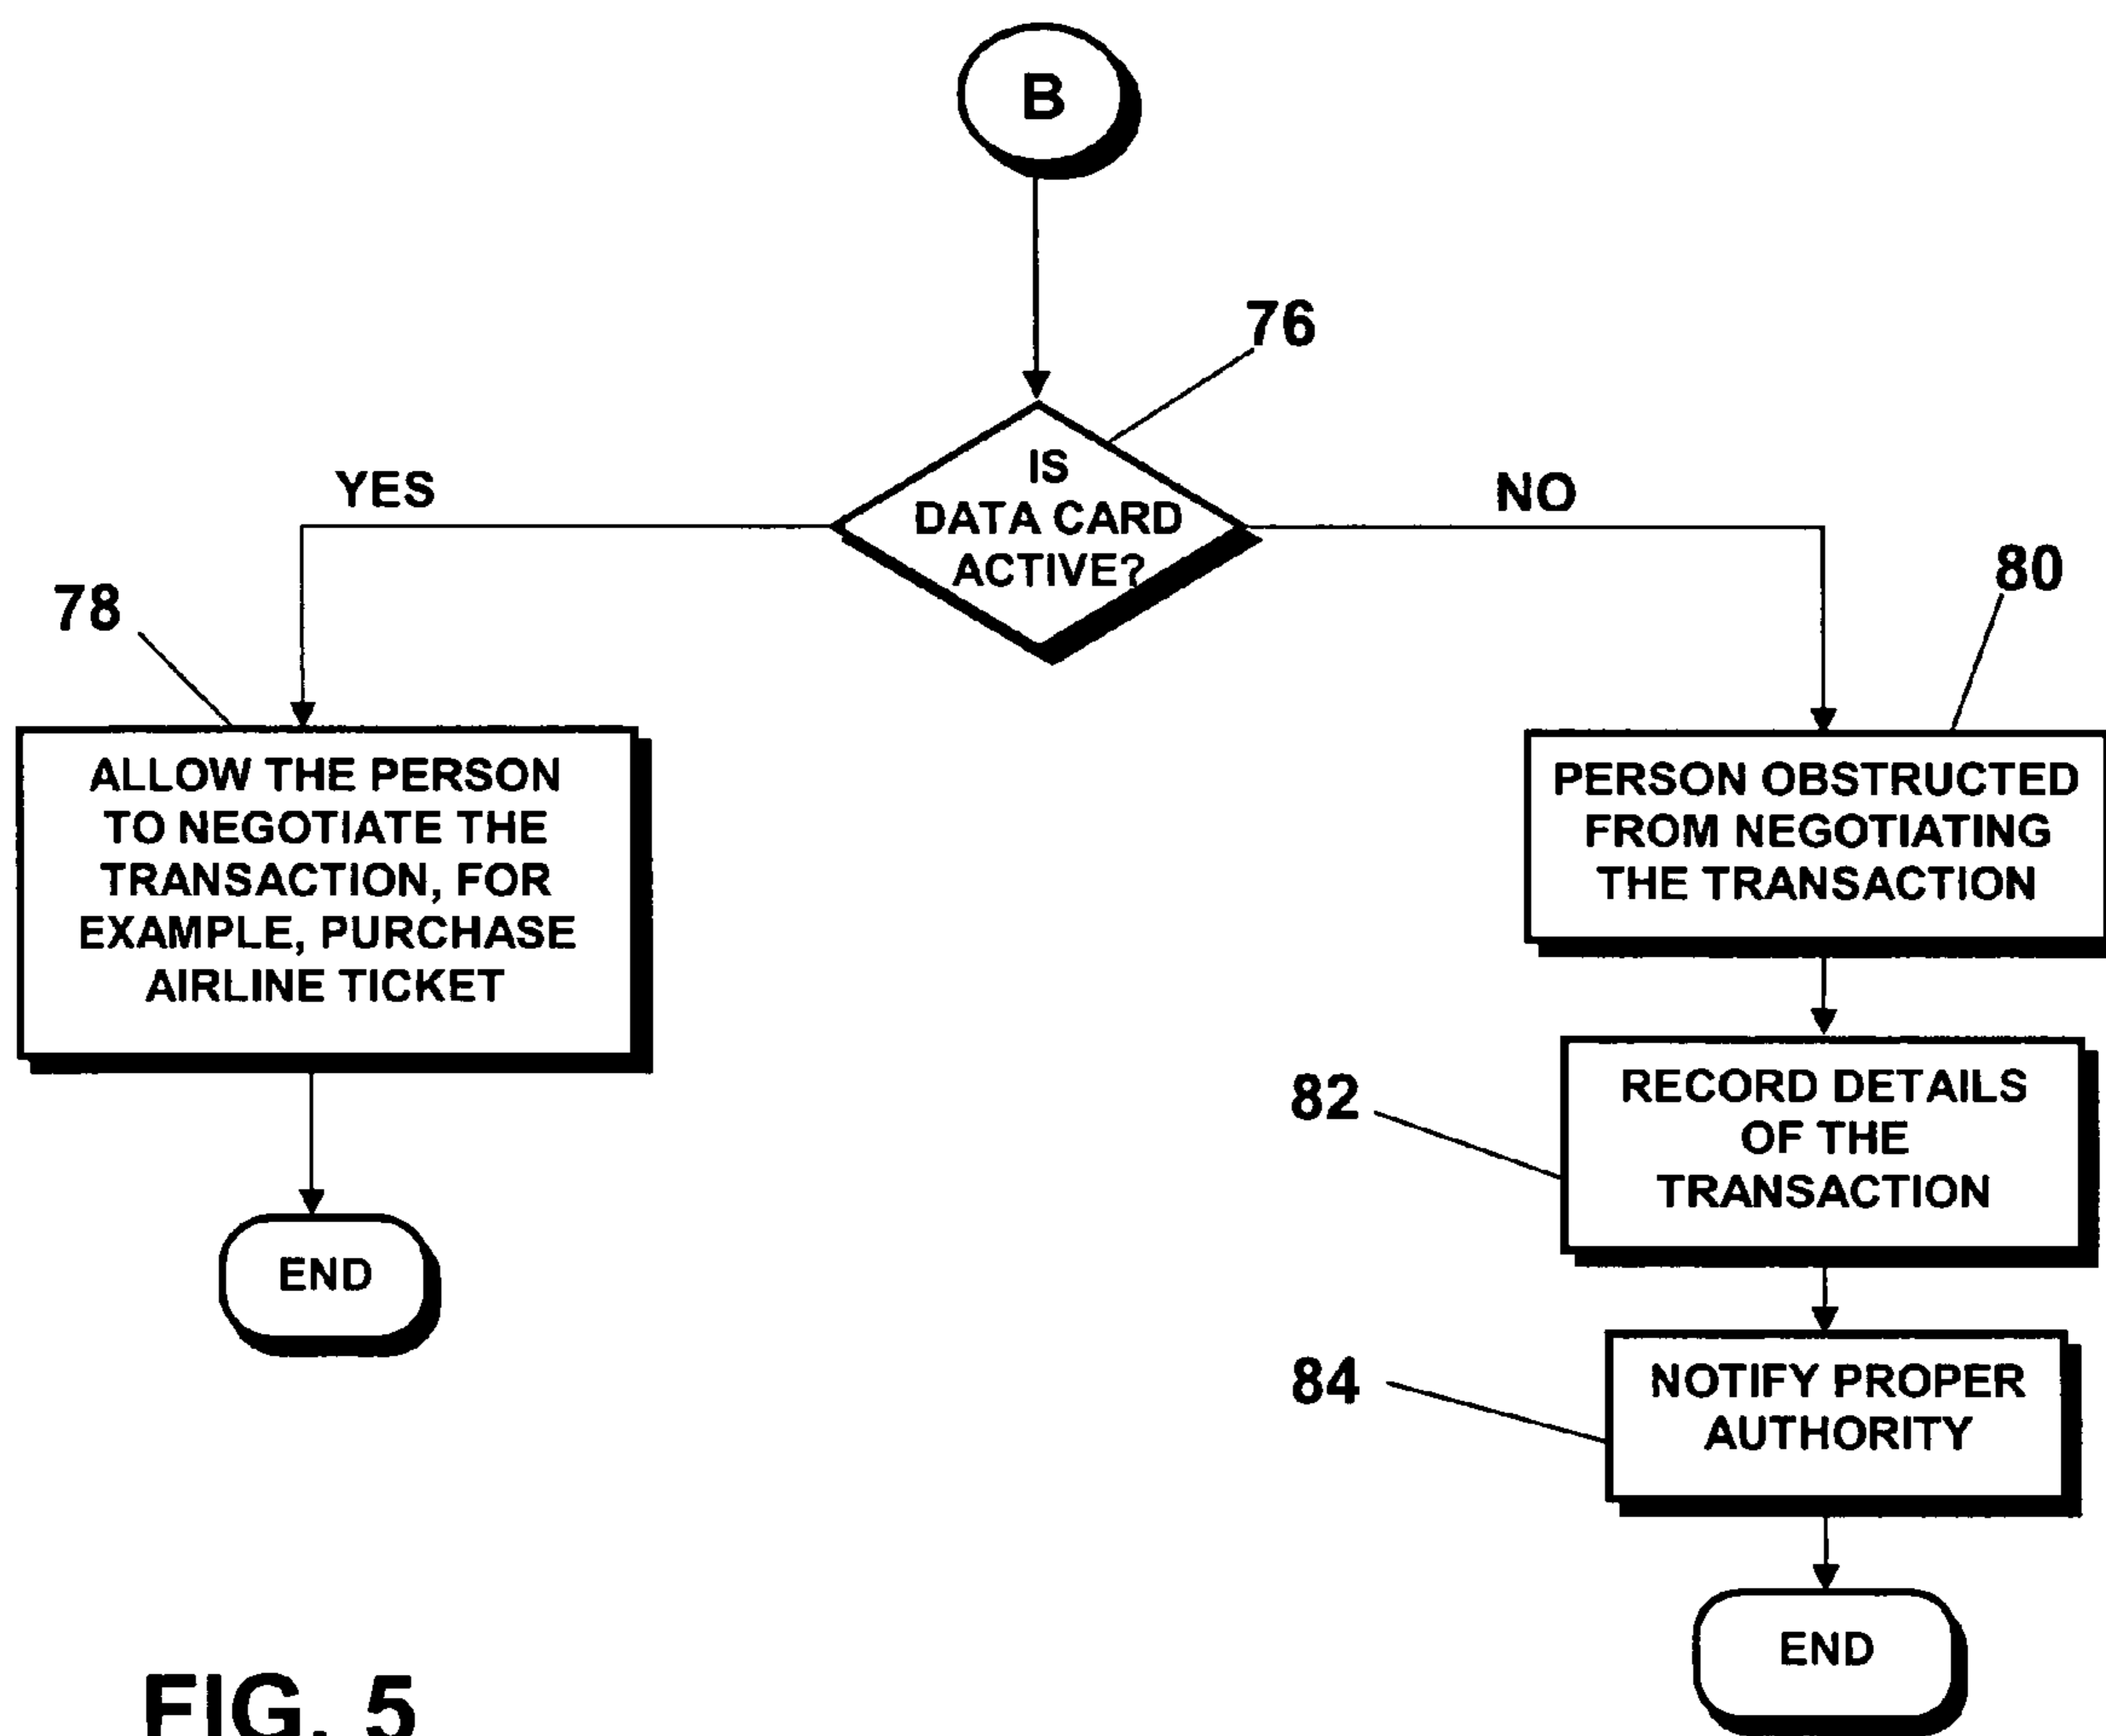 B
76
IS
DATA CARD
ACTIVE?
YES
NO
78
80
ALLOW THE PERSON
TO NEGOTIATE THE
TRANSACTION, FOR
EXAMPLE, PURCHASE
AIRLINE TICKET
PERSON OBSTRUCTED
FROM NEGOTIATING
THE TRANSACTION
82
RECORD DETAILS
OF THE
TRANSACTION
END
84
NOTIFY PROPER
AUTHORITY
END
FIG. 5